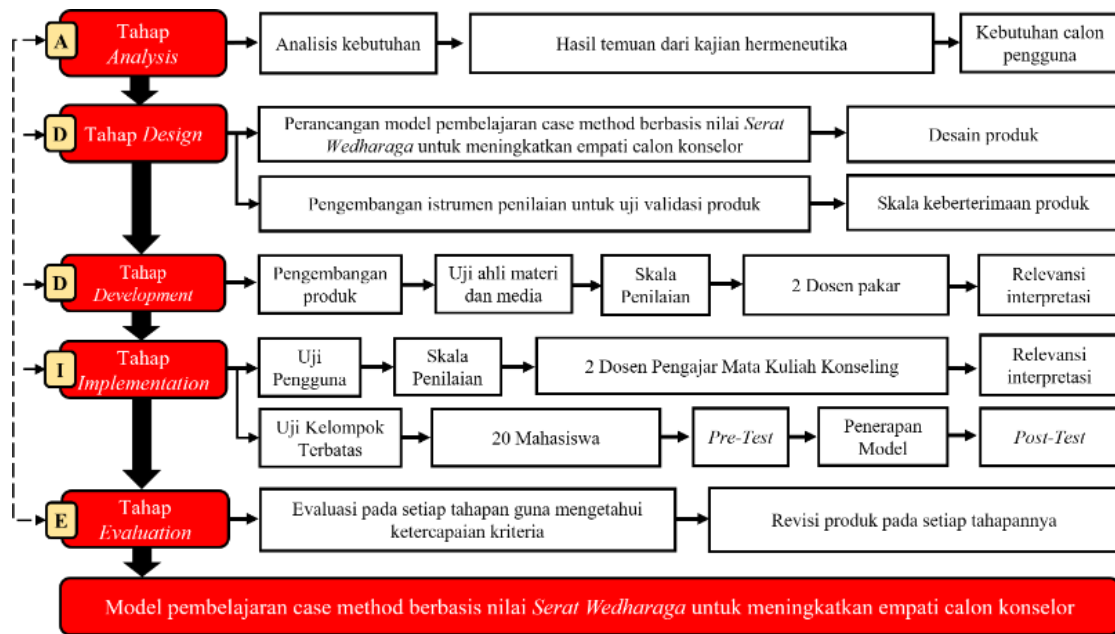 A
Tahap
Analysis
Analisis kebutuhan
Hasil temuan dari kajian hermeneutika
Kebutuhan calon
pengguna
D
Tahap Design
Perancangan model pembelajaran case method berbasis nilai Serat
Wedharaga untuk meningkatkan empati calon konselor
Desain produk
Pengembangan istrumen penilaian untuk uji validasi produk
Skala keberterimaan produk
D
Tahap
Development
Pengembangan
produk
Uji ahli materi
dan media
Skala
Penilaian
2 Dosen pakar
Relevansi
interpretasi
I
Tahap
Implementation
Uji
Pengguna
Skala
Penilaian
2 Dosen Pengajar Mata Kuliah Konseling
Relevansi
interpretasi
Uji Kelompok
Terbatas
20 Mahasiswa
Pre-Test
Penerapan
Model
Post-Test
E
Tahap
Evaluation
Evaluasi pada setiap tahapan guna mengetahui
ketercapaian kriteria
Revisi produk pada setiap tahapannya
Model pembelajaran case method berbasis nilai Serat Wedharaga untuk meningkatkan empati calon konselor